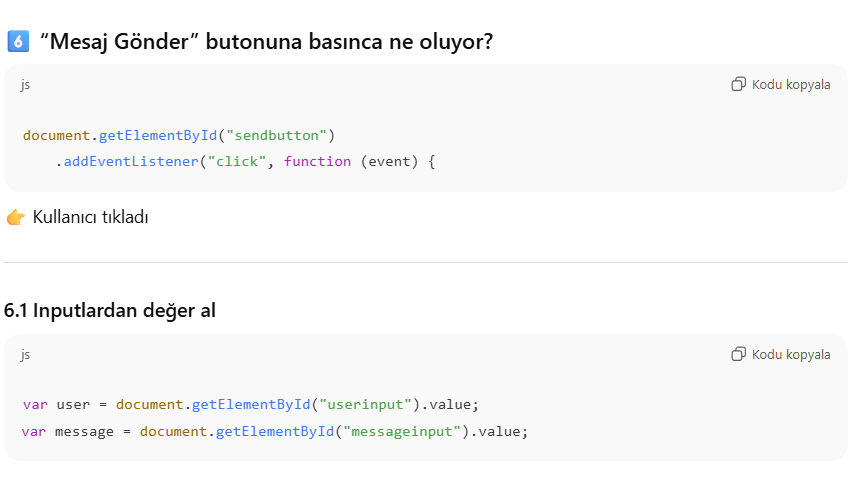 6 “Mesaj Gönder” butonuna basınca ne oluyor?
js
Kodu kopyala
document.getElementById("sendbutton")
    .addEventListener("click", function (event) {
👉 Kullanıcı tıkladı
6.1 Inputlardan değer al
js
Kodu kopyala
var user = document.getElementById("userinput").value;
var message = document.getElementById("messageinput").value;